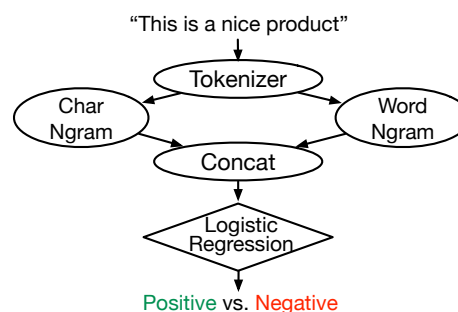 “This is a nice product”
Tokenizer
Char
Ngram
Word
Ngram
Concat
Logistic
Regression
Positive vs. Negative